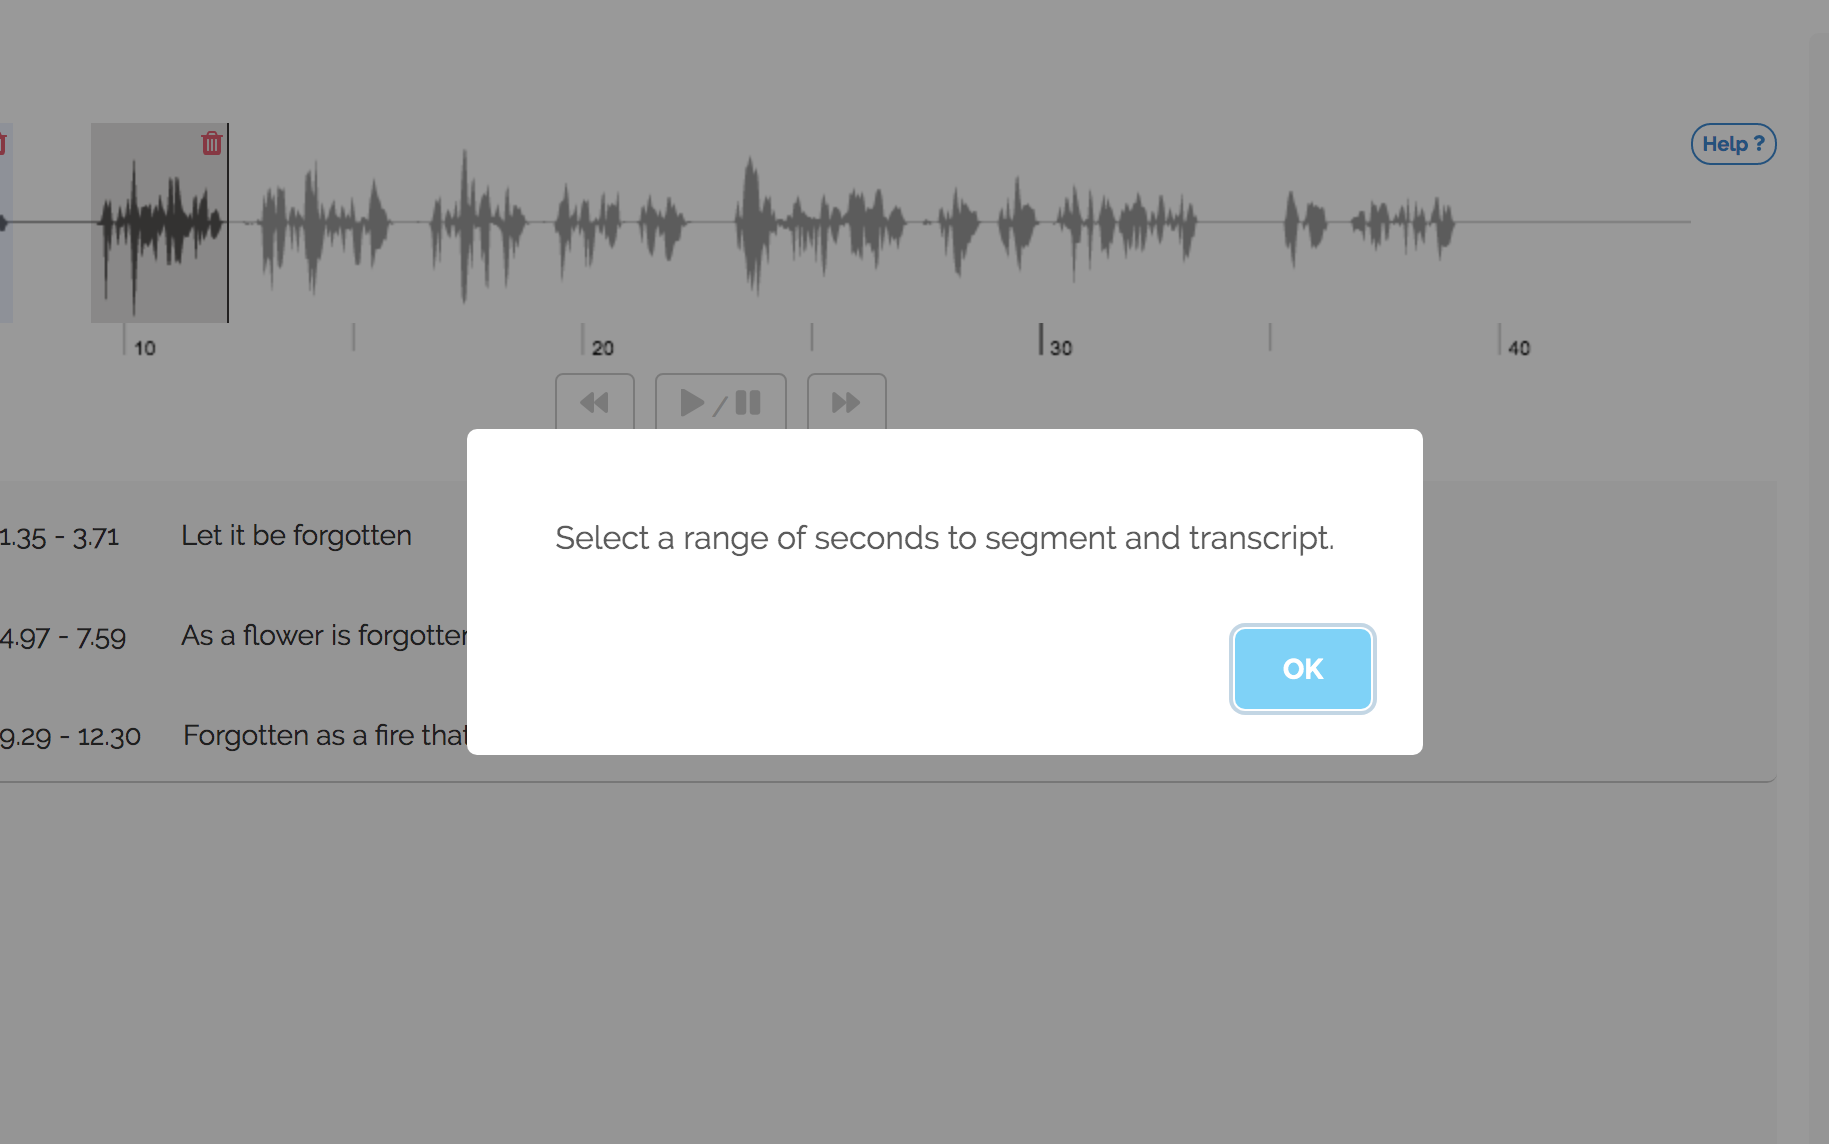 Help ?
10
20
30
40
1.35 - 3.71 Let it be forgotten
4.97 - 7.59 As a flower is forgotten
9.29 - 12.30 Forgotten as a fire that
Select a range of seconds to segment and transcript.
OK